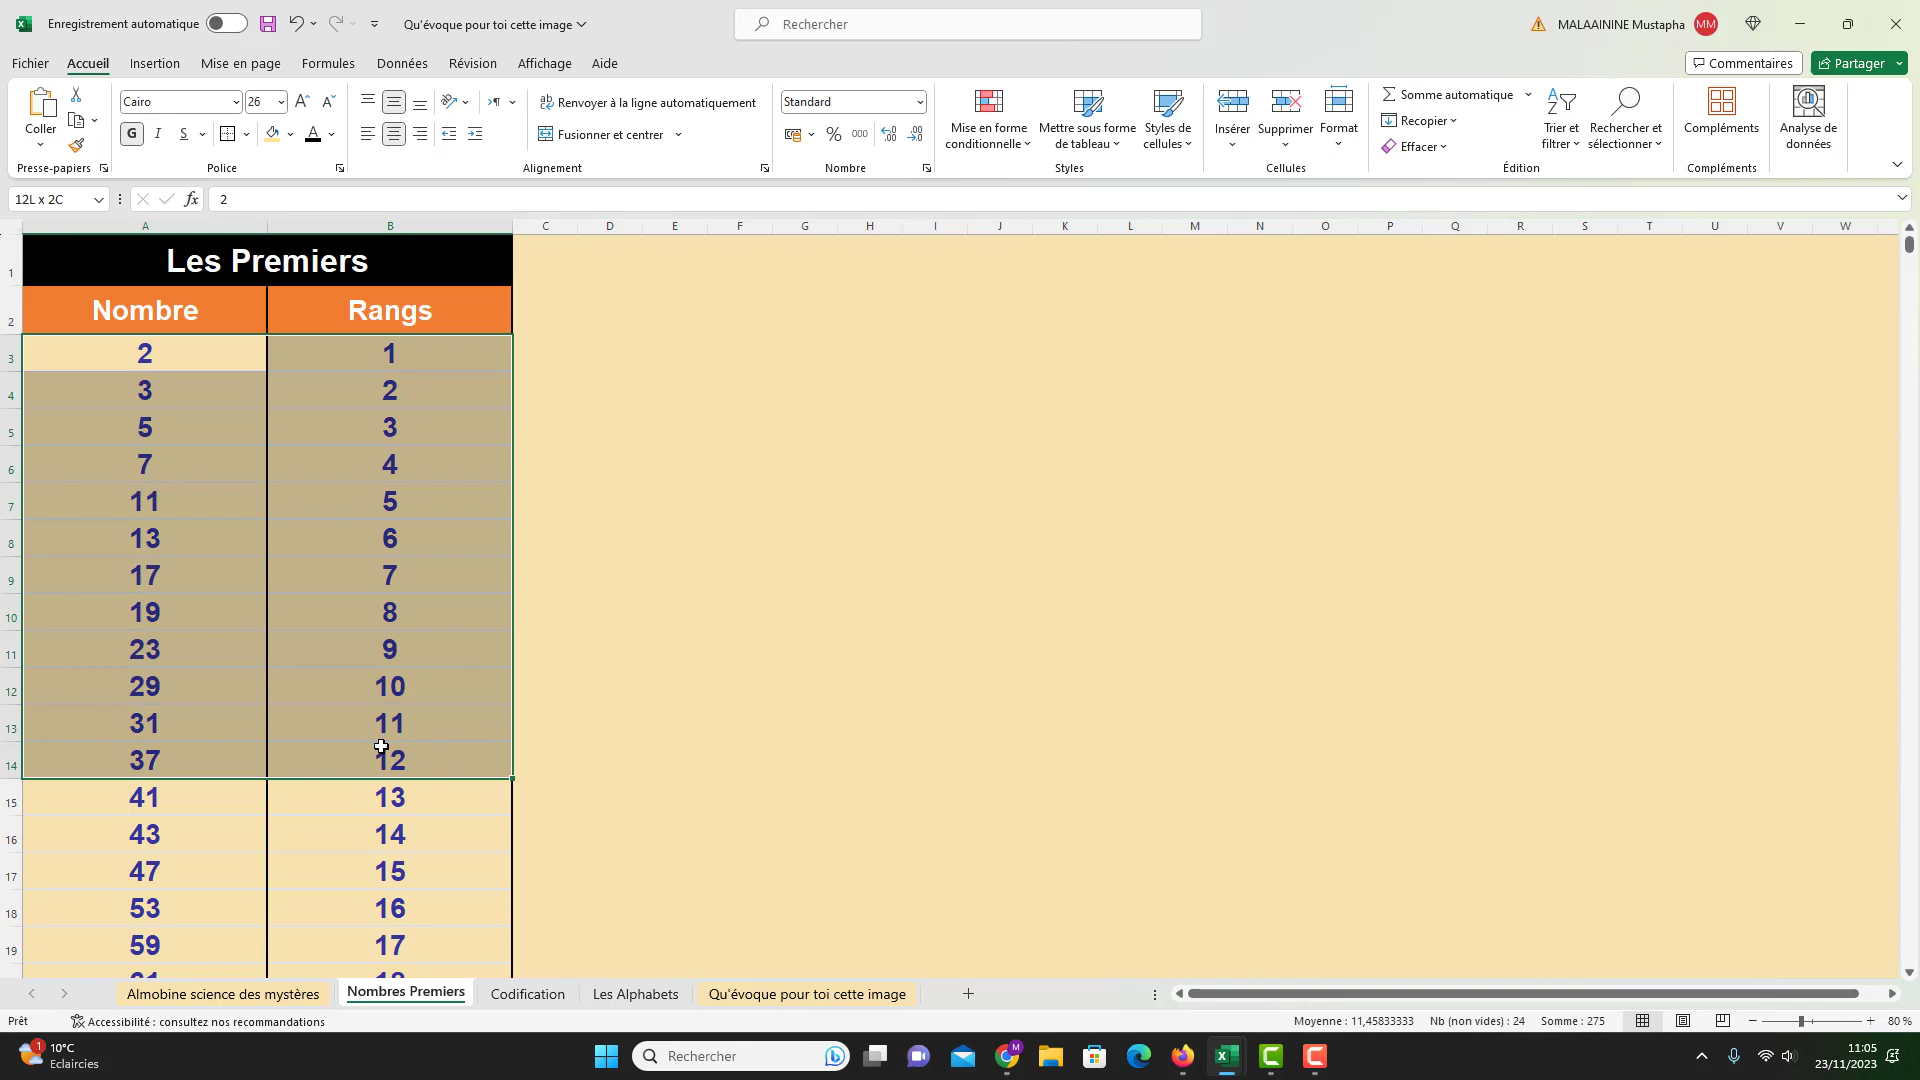 Enregistrement automatique
Qu'évoque pour toi cette image
Rechercher
MALAAININE Mustapha
MM
Fichier Accueil Insertion Mise en page Formules Données Révision Affichage Aide
Commentaires
Partager
Coller
Presse-papiers
Cairo 26
G I S
Police
Renvoyer à la ligne automatiquement
Fusionner et centrer
Alignement
Standard
% 000
Nombre
Mise en forme
conditionnelle
Mettre sous forme
de tableau
Styles de
cellules
Styles
Insérer
Supprimer
Format
Cellules
Somme automatique
Recopier
Effacer
Trier et
filtrer
Rechercher et
sélectionner
Édition
Compléments
Compléments
Analyse de
données
12L x 2C
fx 2
A B C D E F G H I J K L M N O P Q R S T U V W
1 Les Premiers
2 Nombre Rangs
3 2 1
4 3 2
5 5 3
6 7 4
7 11 5
8 13 6
9 17 7
10 19 8
11 23 9
12 29 10
13 31 11
14 37 12
15 41 13
16 43 14
17 47 15
18 53 16
19 59 17
Almobine science des mystères
Nombres Premiers
Codification
Les Alphabets
Qu'évoque pour toi cette image
Prêt
Accessibilité : consultez nos recommandations
Moyenne : 11,45833333
Nb (non vides) : 24
Somme : 275
80 %
1
10°C
Eclaircies
Rechercher
M
11:05
23/11/2023